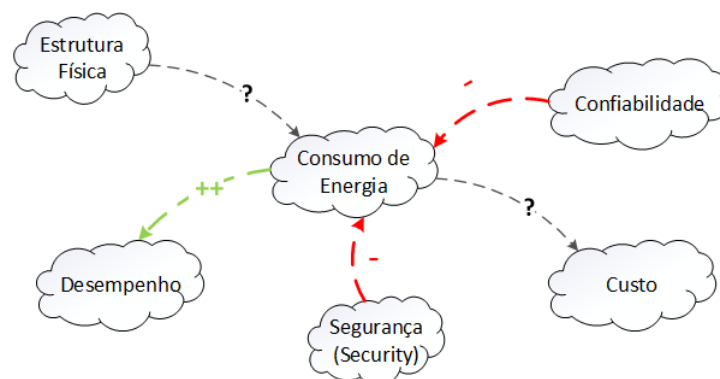 Estrutura
Física
?
-
Confiabilidade
Consumo de
Energia
++
?
-
Desempenho
Custo
Segurança
(Security)